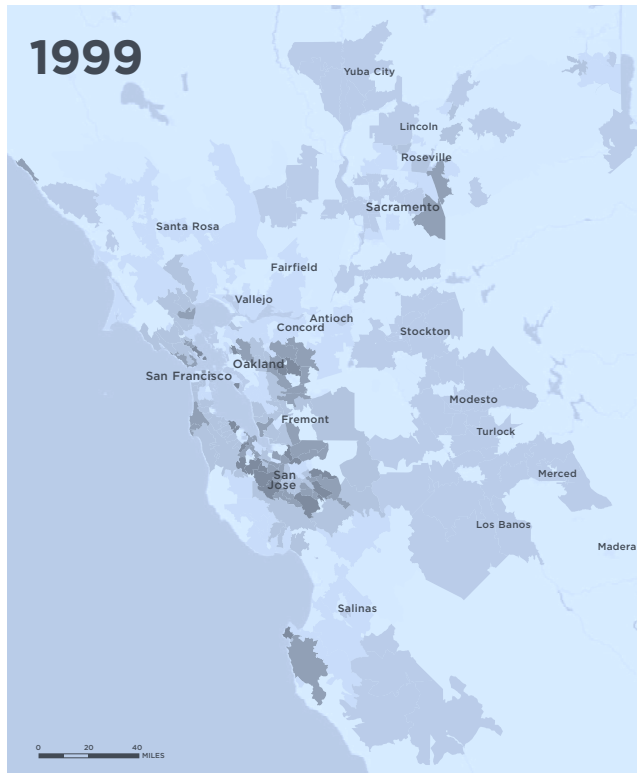 1999
Yuba City
Lincoln
Roseville
Sacramento
Santa Rosa
Fairfield
Vallejo
Antioch
Concord
Stockton
Oakland
San Francisco
Modesto
Fremont
Turlock
Merced
San
Jose
Los Banos
Madera
Salinas
0 20 40
MILES